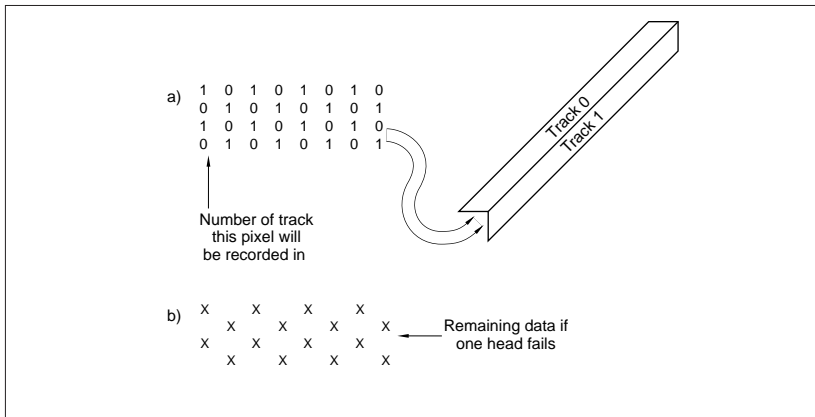 a)
1 0 1 0 1 0 1 0
0 1 0 1 0 1 0 1
1 0 1 0 1 0 1 0
0 1 0 1 0 1 0 1
Number of track
this pixel will
be recorded in
Track 0
Track 1
b)
X X X X
X X X X
X X X X
X X X X
Remaining data if
one head fails